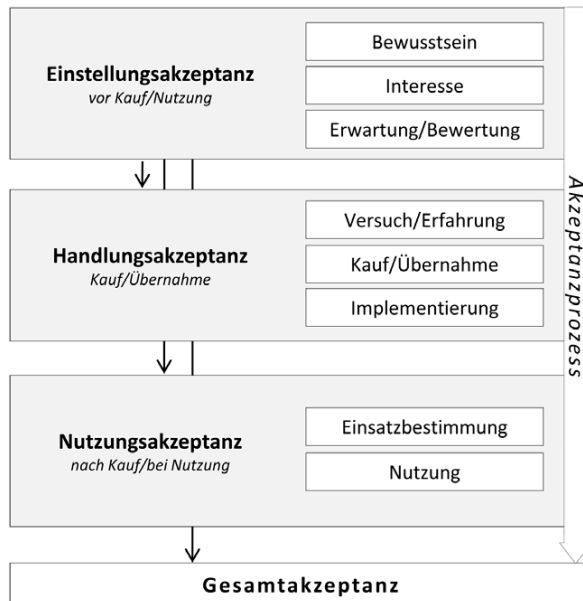 Einstellungsakzeptanz
vor Kauf/Nutzung
Bewusstsein
Interesse
Erwartung/Bewertung
Handlungsakzeptanz
Kauf/Übernahme
Versuch/Erfahrung
Kauf/Übernahme
Implementierung
Nutzungsakzeptanz
nach Kauf/bei Nutzung
Einsatzbestimmung
Nutzung
Akzeptanzprozess
Gesamtakzeptanz